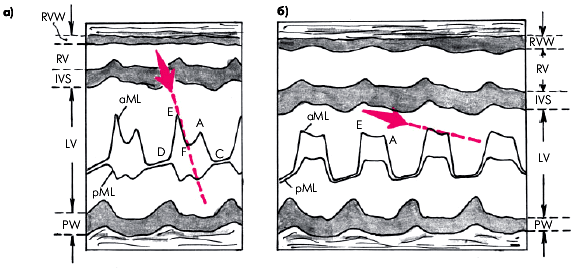 а)
RVW
RV
IVS
LV
PW
aML
E
A
D
F
C
pML
б)
aML
E
A
pML
RVW
RV
IVS
LV
PW